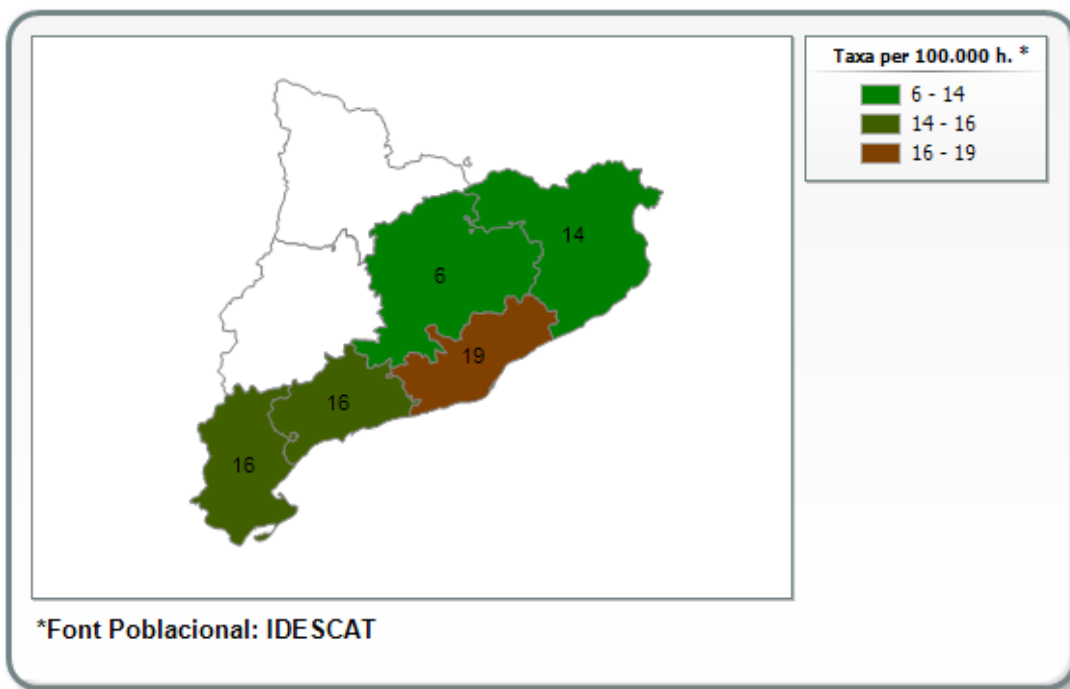 Taxa per 100.000 h. *
6 - 14
14 - 16
16 - 19
14
6
19
16
16
*Font Poblacional: IDESCAT